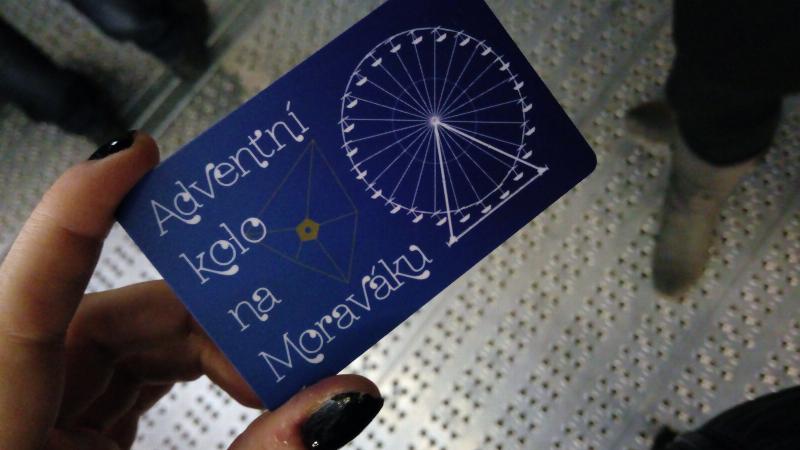 Adventní
kolo
na
Moraváku